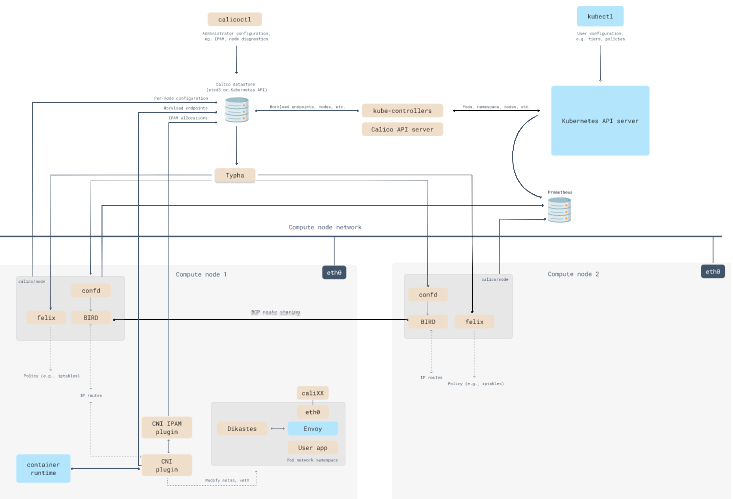 calicoctl
Administrator configuration,
eg. IPAM, node diagnostics
kubectl
User configuration,
e.g. tiers, policies
Calico datastore
(etcd3 or Kubernetes API)
Per-node configuration
Workload endpoints
IPAM allocations
Workload endpoints, nodes, etc.
kube-controllers
Calico API server
Pods, namespace, nodes, etc.
Kubernetes API server
Typha
Prometheus
Compute node network
eth0
eth0
Compute node 1
Compute node 2
calico/node
confd
felix
BIRD
BGP route sharing
calico/node
confd
BIRD
felix
Policy (e.g., iptables)
IP routes
IP routes
Policy (e.g., iptables)
caliXX
eth0
Dikastes
Envoy
User app
Pod network namespace
CNI IPAM
plugin
CNI
plugin
container
runtime
Modify netns, veth